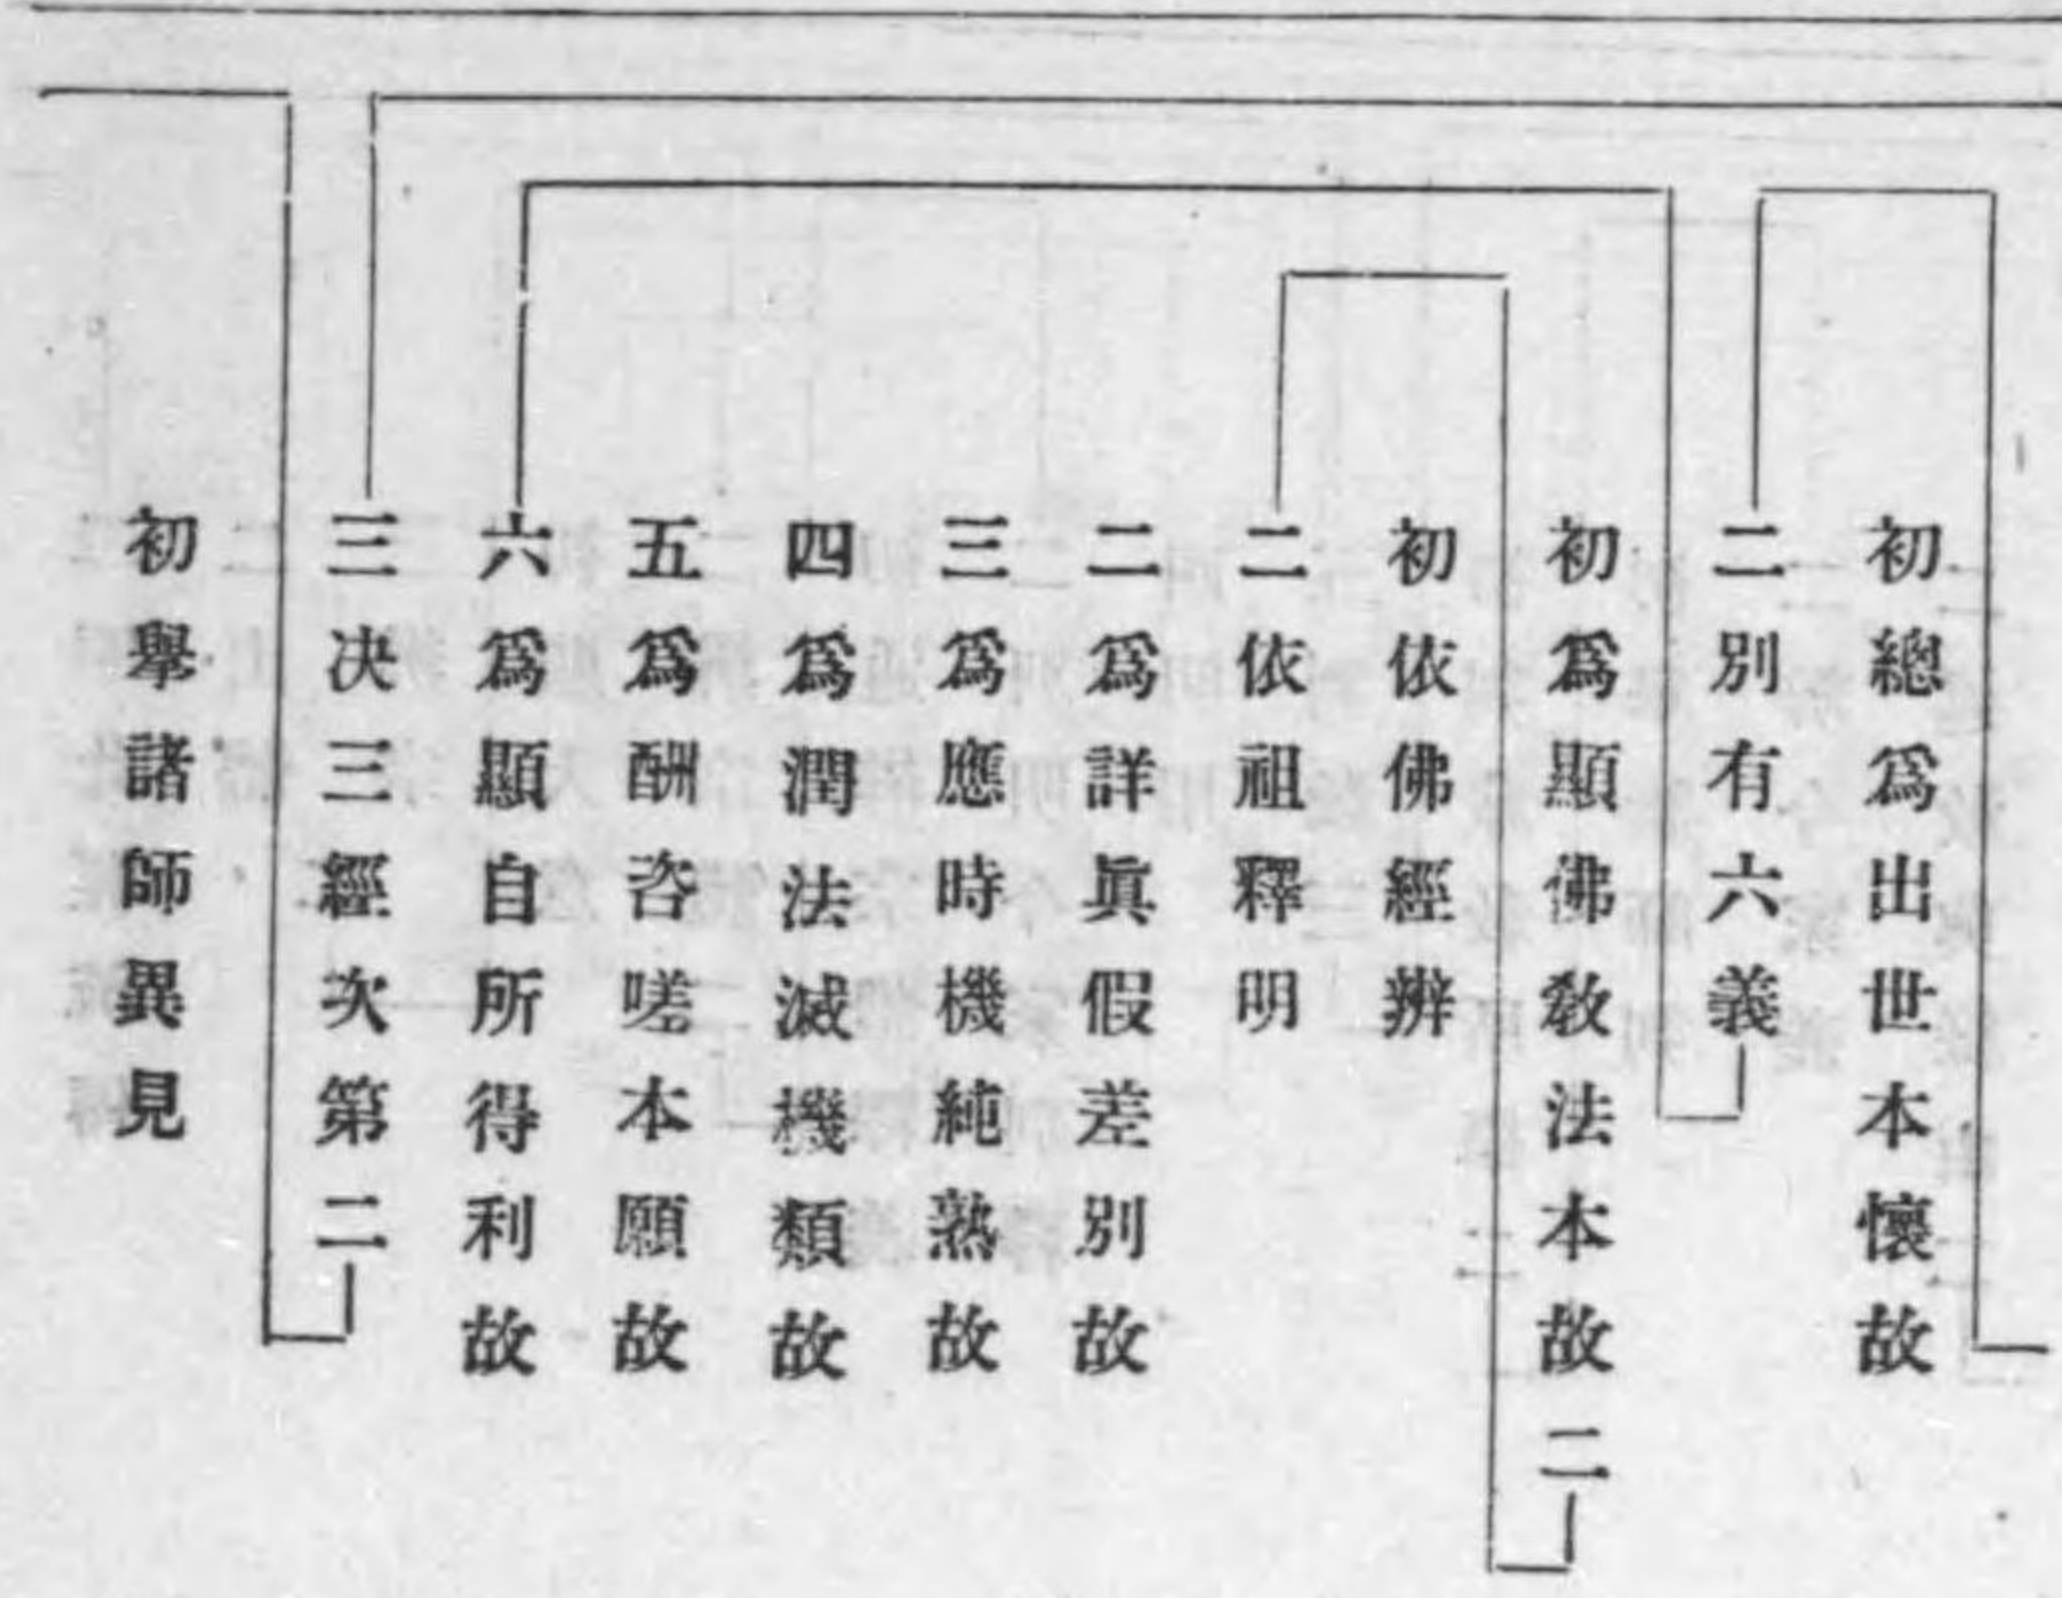 初總爲出世本懷故
二別有六義
初爲顯佛敎法本故二
初依佛經辨
二依祖釋明
二爲詳眞假差別故
三爲應時機純熟故
四爲潤法滅機類故
五爲酬咨嗟本願故
六爲顯自所得利故
三決三經次第二
初擧諸師異見